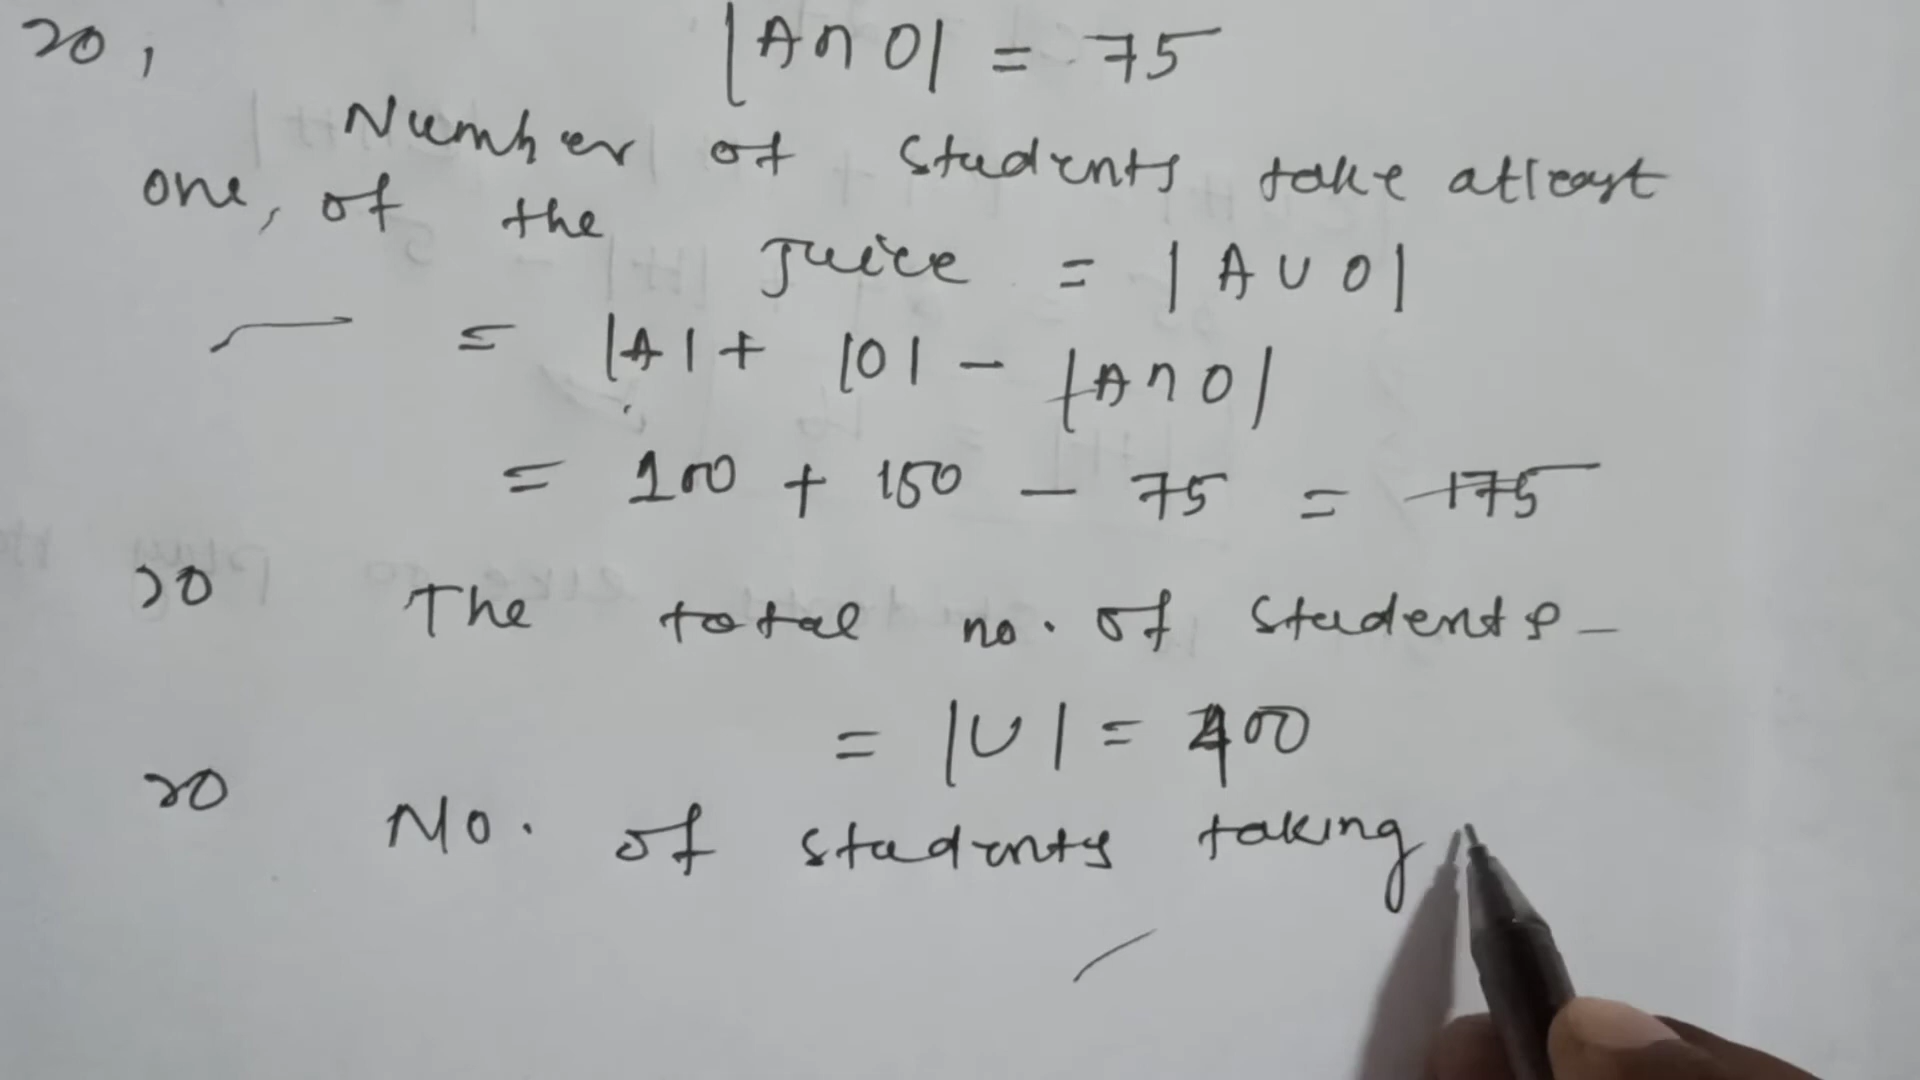 so, |A∩O| = 75
Number of students take atleast
one, of the Juice = |A∪O|
= |A| + |O| - |A∩O|
= 100 + 150 - 75 = 175
so The total no. of students -
= |U| = 400
so No. of students taking